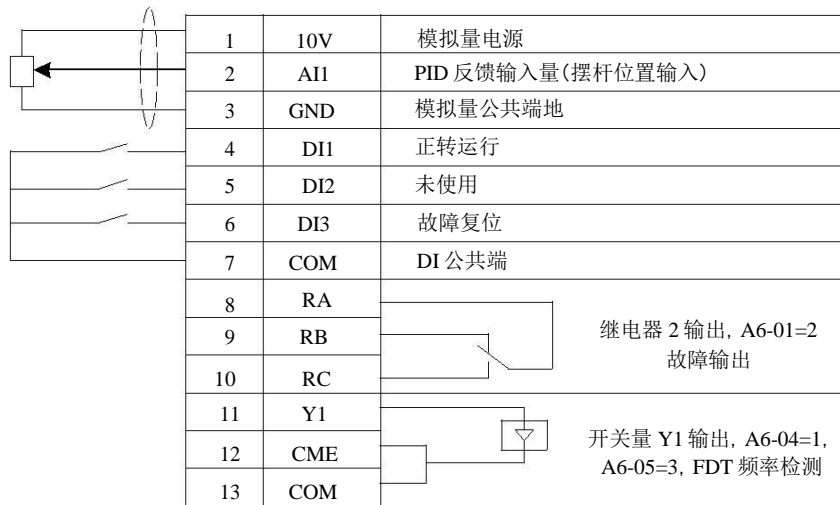 1 10V 模拟量电源
2 AI1 PID 反馈输入量(摆杆位置输入)
3 GND 模拟量公共端地
4 DI1 正转运行
5 DI2 未使用
6 DI3 故障复位
7 COM DI 公共端
8 RA
9 RB
10 RC
继电器 2 输出, A6-01=2
故障输出
11 Y1
12 CME
13 COM
开关量 Y1 输出, A6-04=1,
A6-05=3, FDT 频率检测